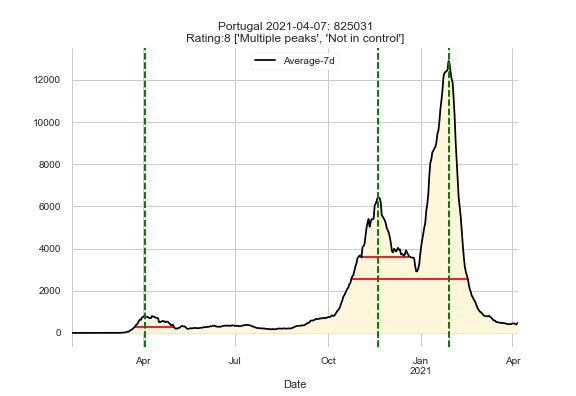 Portugal 2021-04-07: 825031
Rating:8 ['Multiple peaks', 'Not in control']
Average-7d
12000
10000
8000
6000
4000
2000
0
Apr
Jul
Oct
Jan
2021
Apr
Date